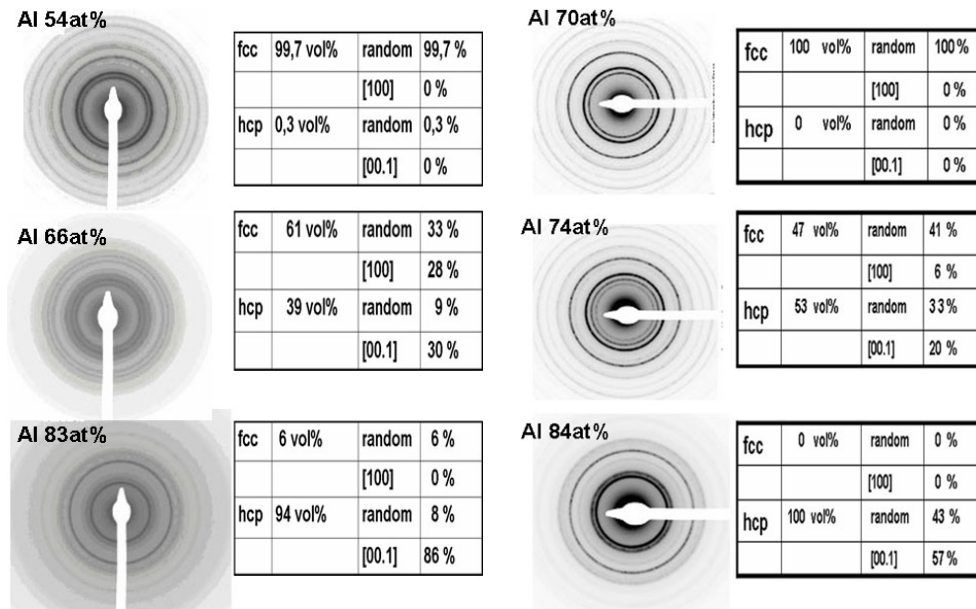 Al 54at%
fcc 99,7 vol% random 99,7 %
[100] 0 %
hcp 0,3 vol% random 0,3 %
[00.1] 0 %
Al 70at%
fcc 100 vol% random 100%
[100] 0 %
hcp 0 vol% random 0 %
[00.1] 0 %
Al 66at%
fcc 61 vol% random 33 %
[100] 28 %
hcp 39 vol% random 9 %
[00.1] 30 %
Al 74at%
fcc 47 vol% random 41 %
[100] 6 %
hcp 53 vol% random 33%
[00.1] 20 %
Al 83at%
fcc 6 vol% random 6 %
[100] 0 %
hcp 94 vol% random 8 %
[00.1] 86 %
Al 84at%
fcc 0 vol% random 0 %
[100] 0 %
hcp 100 vol% random 43 %
[00.1] 57 %